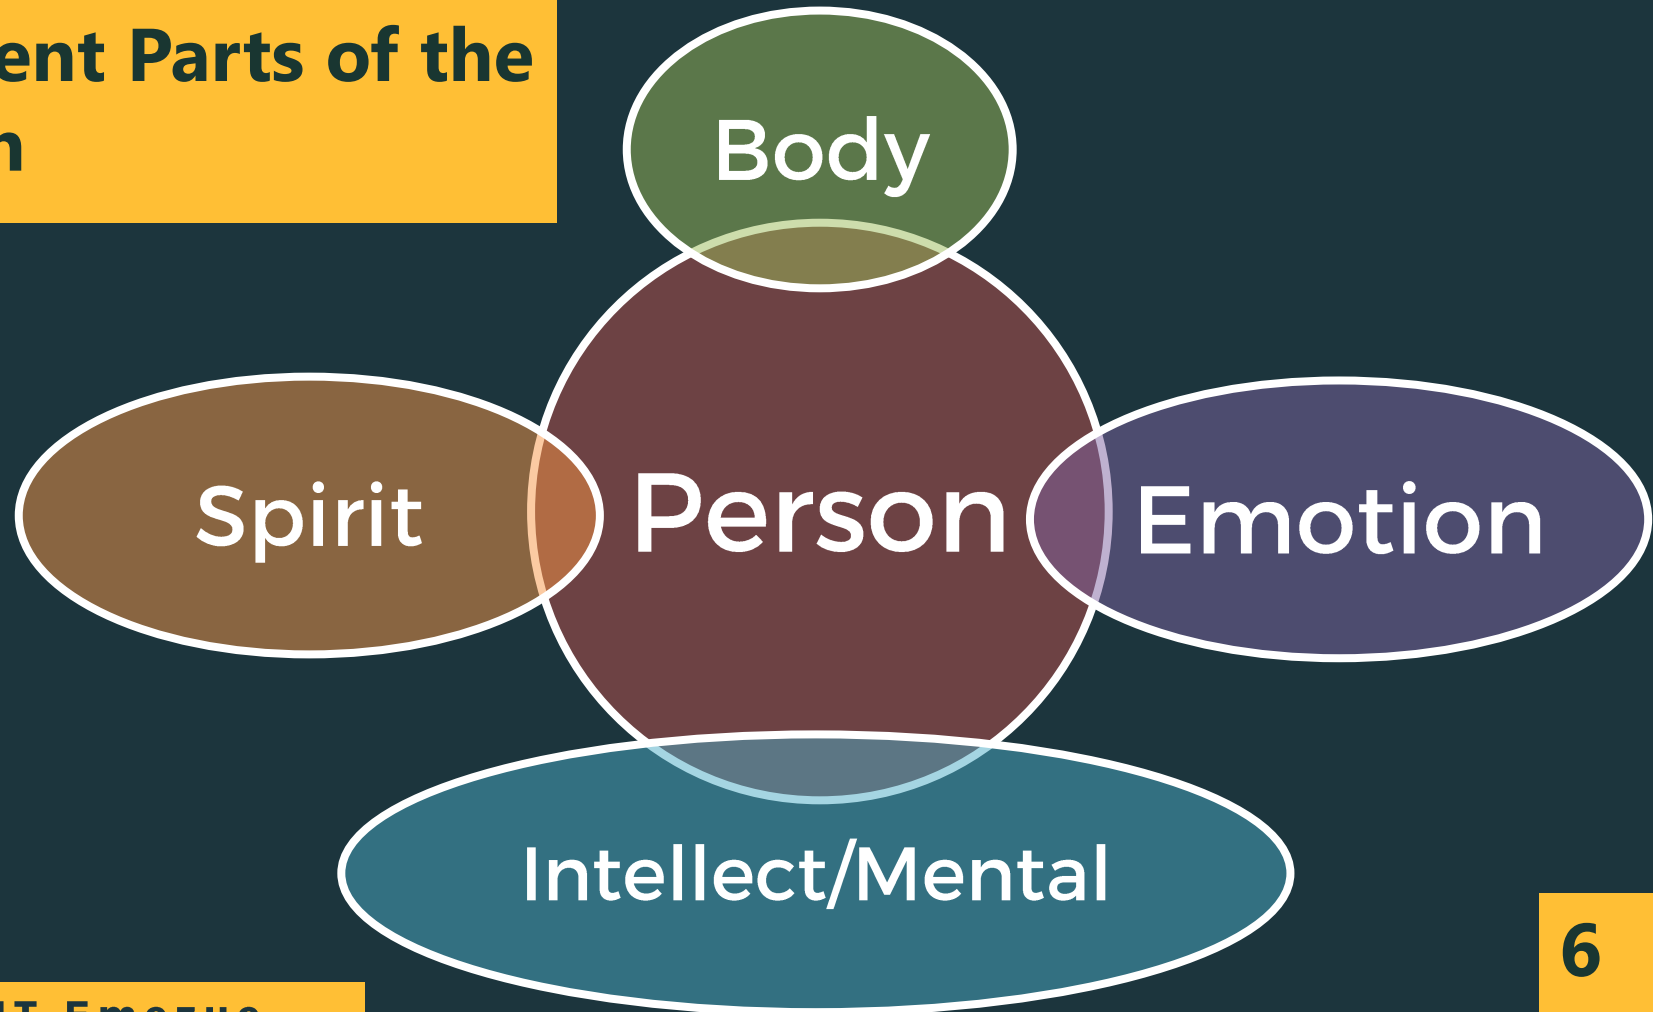 ent Parts of the
n
Body
Spirit
Person
Emotion
Intellect/Mental
6